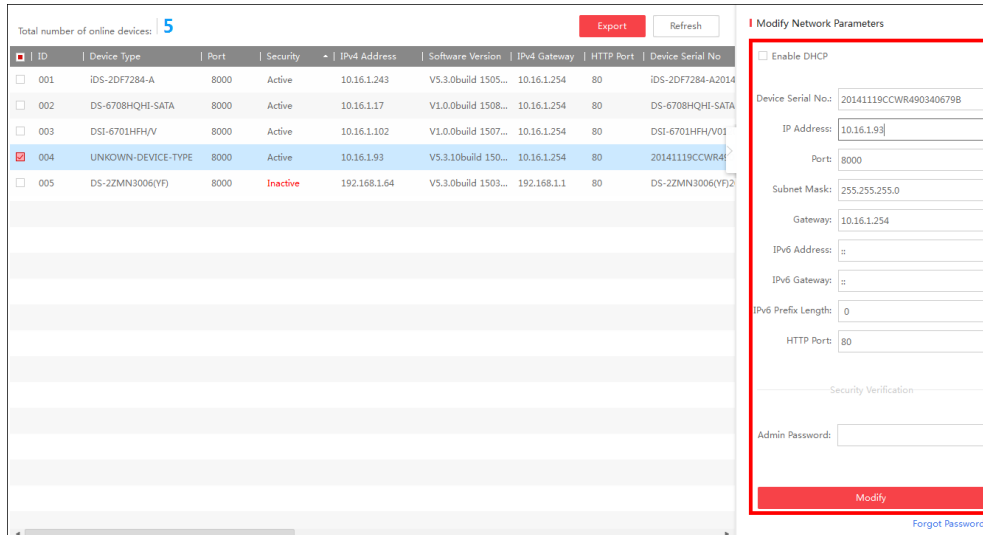 Total number of online devices: 5
Export
Refresh
ID | Device Type | Port | Security | IPv4 Address | Software Version | IPv4 Gateway | HTTP Port | Device Serial No
001 iDS-2DF7284-A 8000 Active 10.16.1.243 V5.3.0build 1505... 10.16.1.254 80 iDS-2DF7284-A2014
002 DS-6708HQHI-SATA 8000 Active 10.16.1.17 V1.0.0build 1508... 10.16.1.254 80 DS-6708HQHI-SATA
003 DSI-6701HFH/V 8000 Active 10.16.1.102 V1.0.0build 1507... 10.16.1.254 80 DSI-6701HFH/V01
004 UNKOWN-DEVICE-TYPE 8000 Active 10.16.1.93 V5.3.10build 150... 10.16.1.254 80 20141119CCWR49
005 DS-2ZMN3006(YF) 8000 Inactive 192.168.1.64 V5.3.0build 1503... 192.168.1.1 80 DS-2ZMN3006(YF)2
Modify Network Parameters
Enable DHCP
Device Serial No.: 20141119CCWR490340679B
IP Address: 10.16.1.93
Port: 8000
Subnet Mask: 255.255.255.0
Gateway: 10.16.1.254
IPv6 Address: ::
IPv6 Gateway: ::
IPv6 Prefix Length: 0
HTTP Port: 80
Security Verification
Admin Password:
Modify
Forgot Password